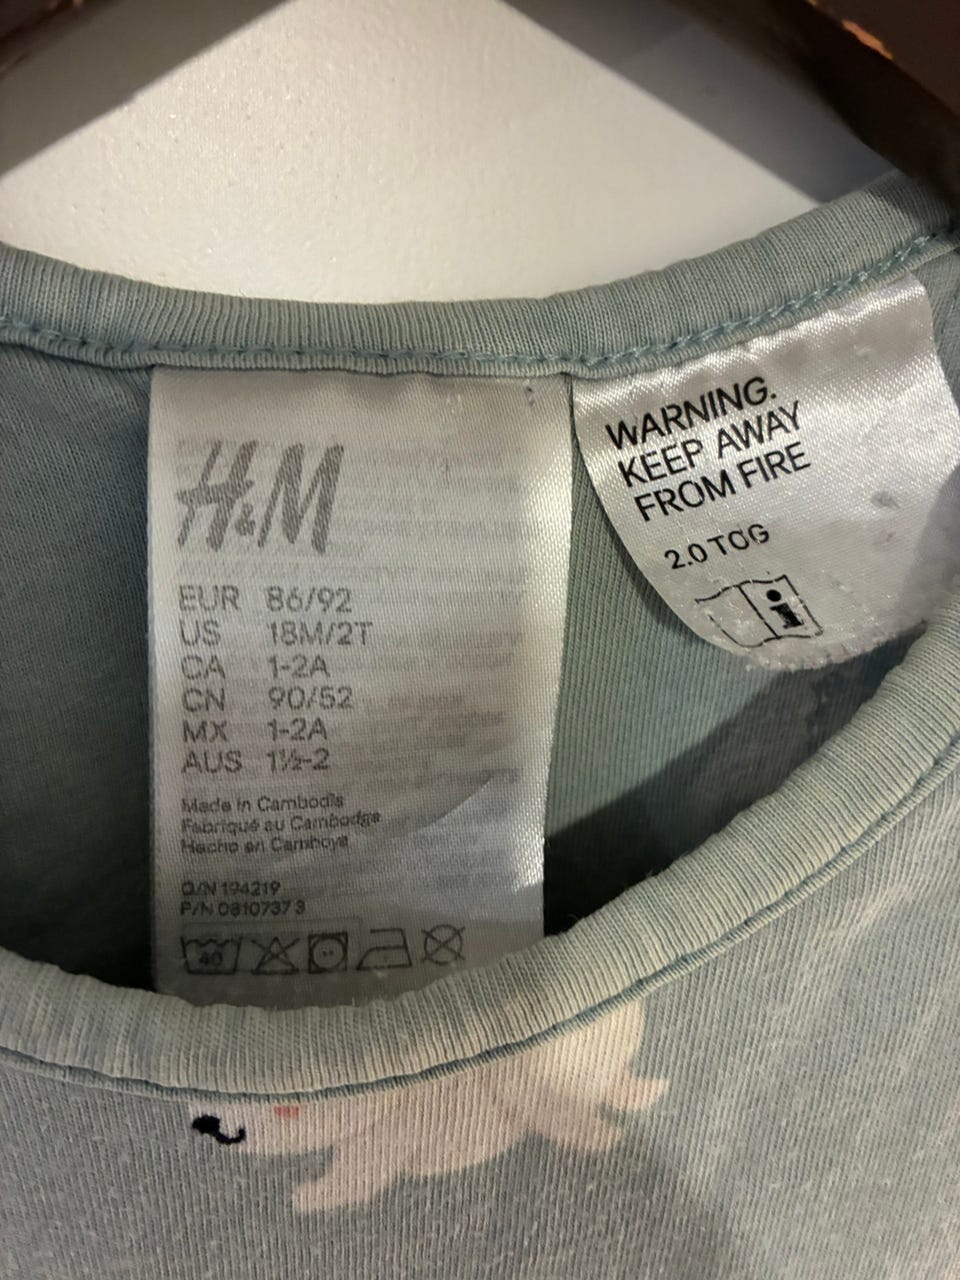 H&M
EUR 86/92
US 18M/2T
CA 1-2A
CN 90/52
MX 1-2A
AUS 1½-2
Made in Cambodia
Fabriqué au Cambodge
Hecho en Camboya
O/N 194219
P/N 0810737 3
40
WARNING.
KEEP AWAY
FROM FIRE
2.0 TOG
i